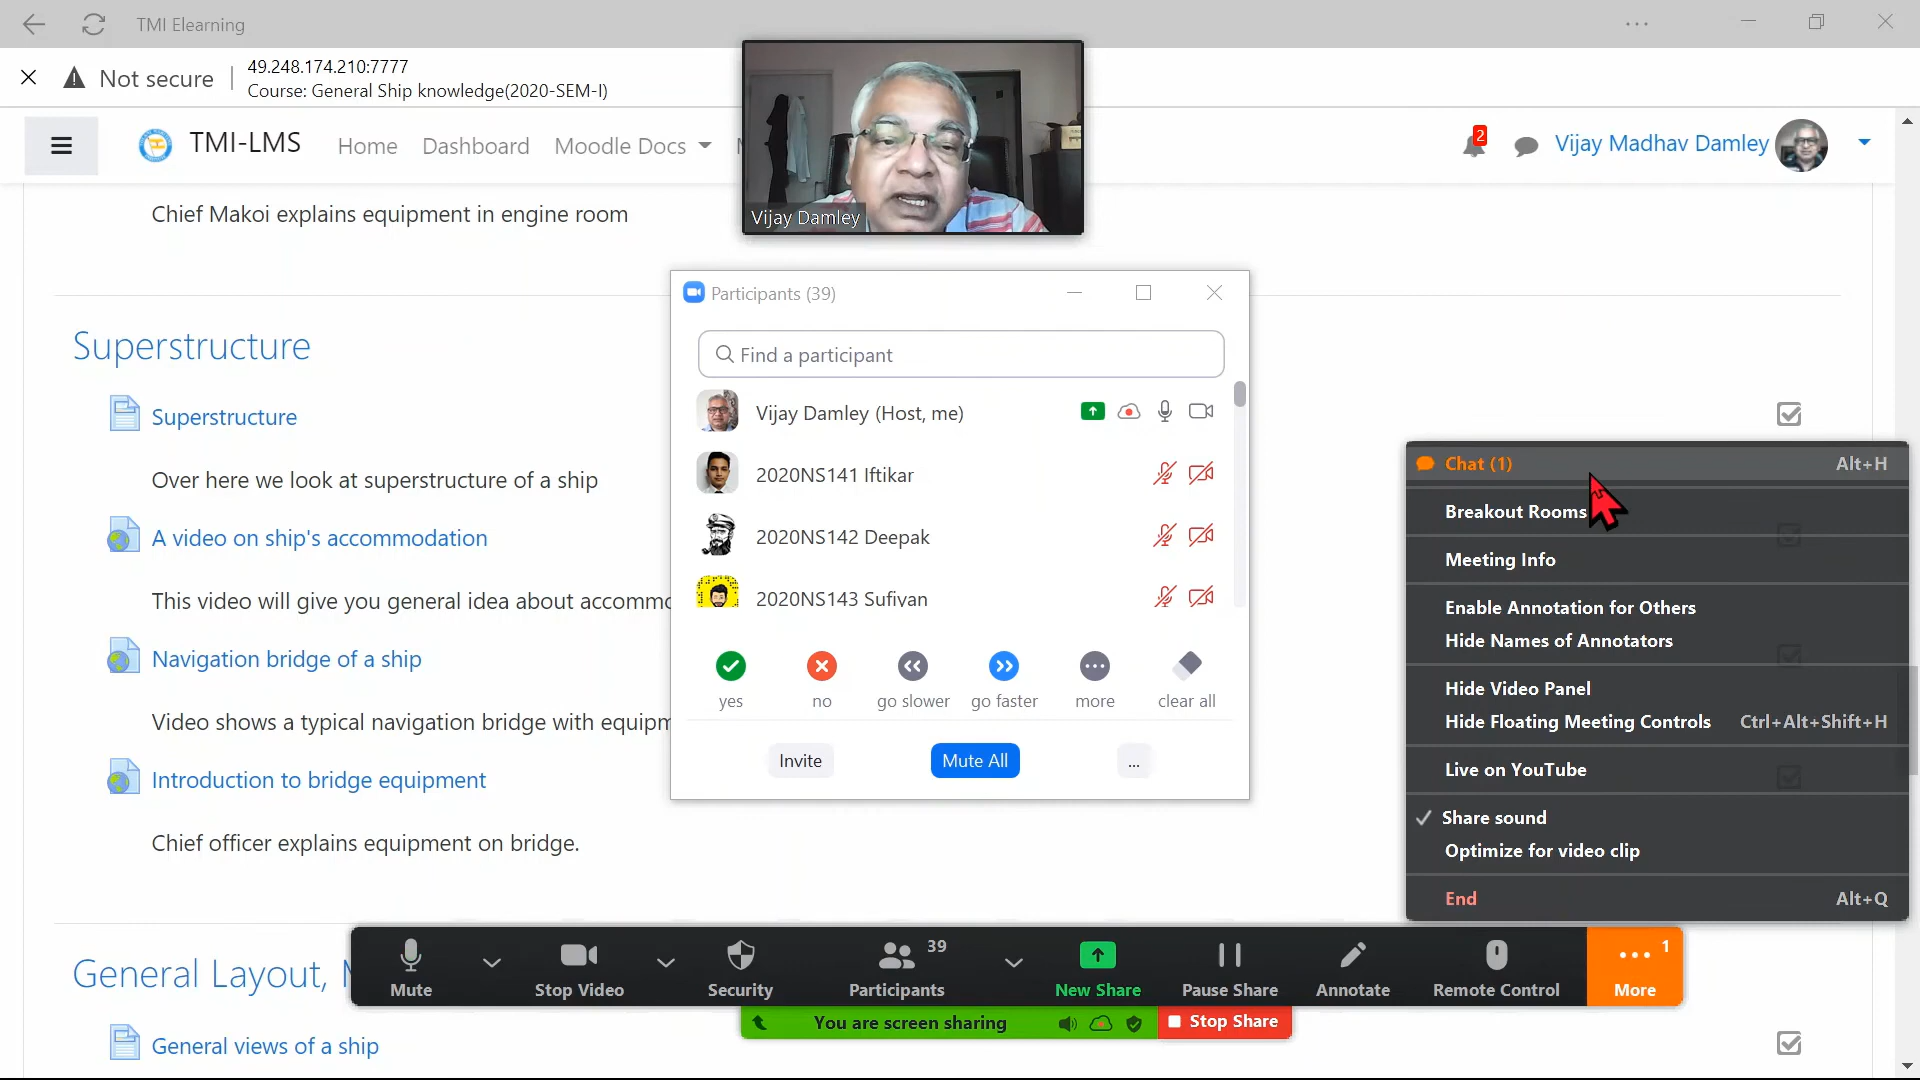 TMI Elearning
Not secure
49.248.174.210:7777
Course: General Ship knowledge(2020-SEM-I)
TMI-LMS
Home
Dashboard
Moodle Docs
2
Vijay Madhav Damley
Vijay Damley
Chief Makoi explains equipment in engine room
Superstructure
Superstructure
Over here we look at superstructure of a ship
A video on ship's accommodation
This video will give you general idea about accommo
Navigation bridge of a ship
Video shows a typical navigation bridge with equipm
Introduction to bridge equipment
Chief officer explains equipment on bridge.
General Layout,
General views of a ship
Participants (39)
Find a participant
Vijay Damley (Host, me)
2020NS141 Iftikar
2020NS142 Deepak
2020NS143 Sufiyan
yes
no
go slower
go faster
more
clear all
Invite
Mute All
...
Chat (1) Alt+H
Breakout Rooms
Meeting Info
Enable Annotation for Others
Hide Names of Annotators
Hide Video Panel
Hide Floating Meeting Controls Ctrl+Alt+Shift+H
Live on YouTube
Share sound
Optimize for video clip
End Alt+Q
Mute
Stop Video
Security
39
Participants
New Share
Pause Share
Annotate
Remote Control
1
More
You are screen sharing
Stop Share